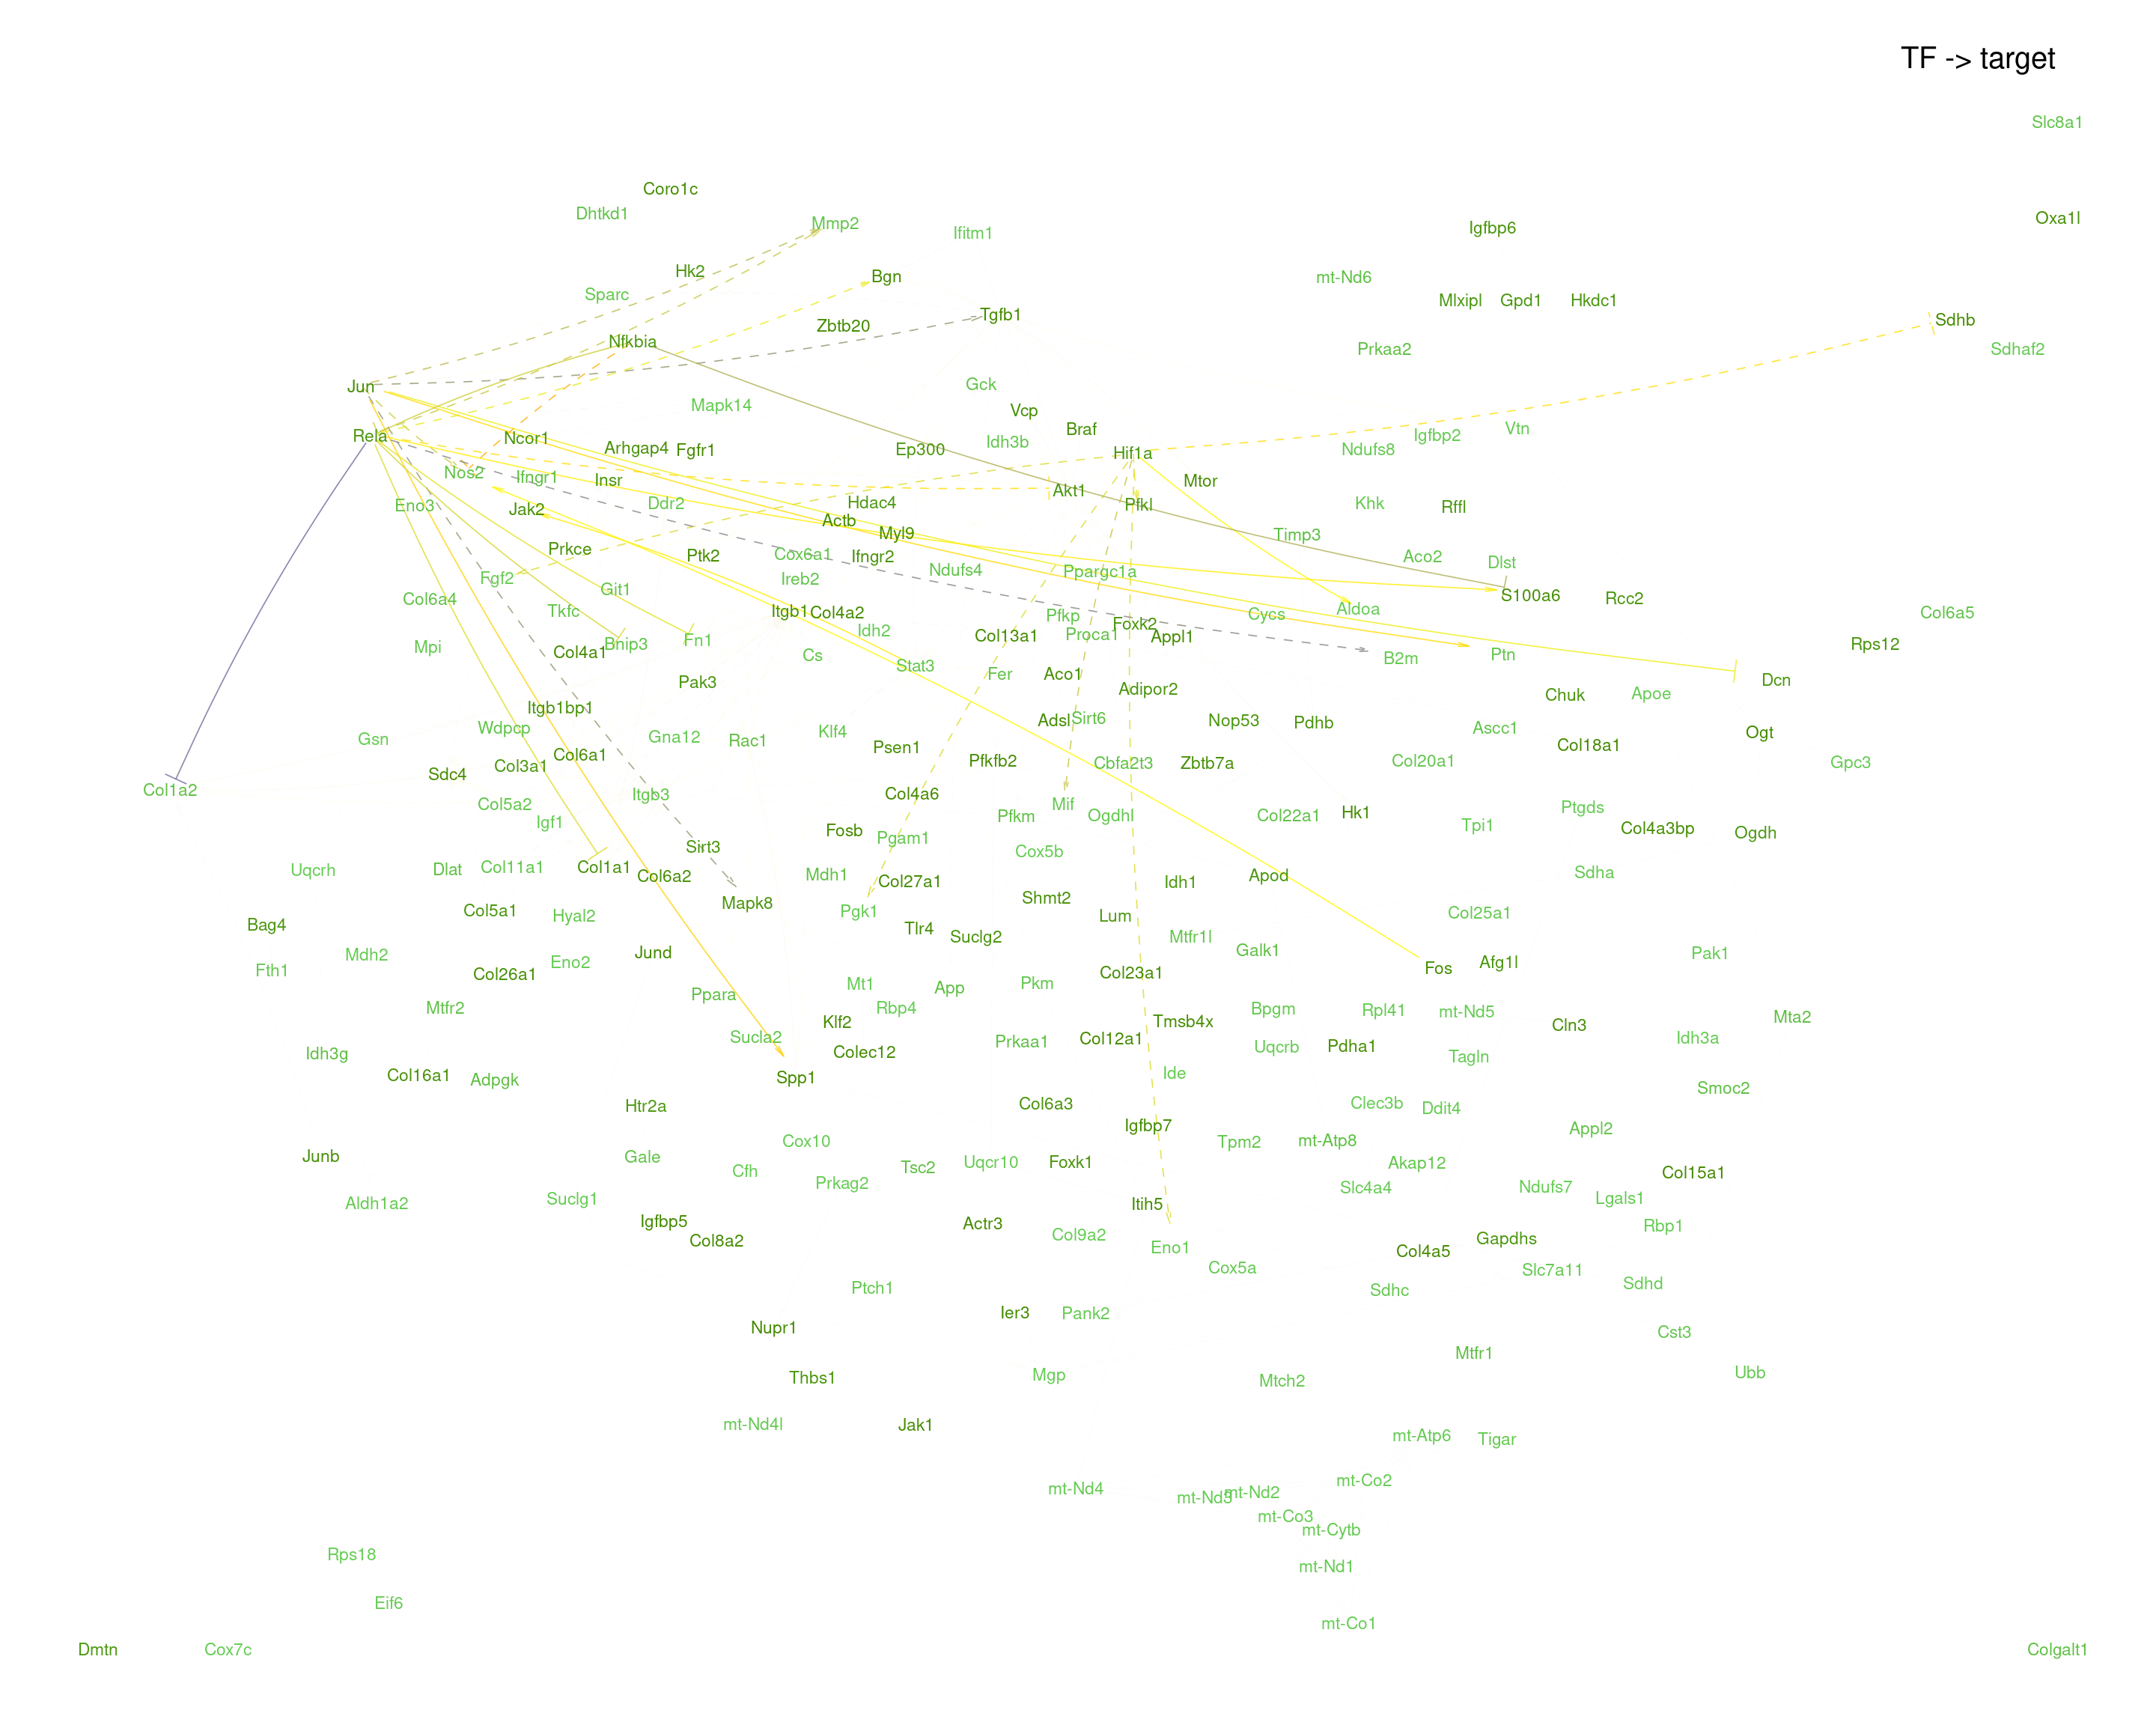 TF -> target
Slc8a1
Coro1c
Dhtkd1
Oxa1l
Mmp2
Igfbp6
Ifitm1
Hk2
Bgn
mt-Nd6
Sparc
Mlxipl
Gpd1
Hkdc1
Tgfb1
Sdhb
Zbtb20
Nfkbia
Prkaa2
Sdhaf2
Jun
Gck
Mapk14
Vcp
Braf
Vtn
Rela
Igfbp2
Ncor1
Idh3b
Arhgap4
Fgfr1
Ep300
Ndufs8
Hif1a
Nos2
Ifngr1
Insr
Mtor
Akt1
Eno3
Ddr2
Hdac4
Pfkl
Khk
Rffl
Jak2
Actb
Myl9
Timp3
Prkce
Ptk2
Cox6a1
Ifngr2
Aco2
Dlst
Ndufs4
Ppargc1a
Fgf2
Ireb2
Git1
S100a6
Col6a4
Rcc2
Tkfc
Itgb1
Col4a2
Aldoa
Col6a5
Pfkp
Cycs
Foxk2
Idh2
Col13a1
Proca1
Appl1
Mpi
Col4a1
Bnip3
Fn1
Rps12
Cs
B2m
Ptn
Stat3
Fer
Aco1
Pak3
Dcn
Adipor2
Chuk
Apoe
Itgb1bp1
Adsl
Sirt6
Nop53
Pdhb
Wdpcp
Ascc1
Gsn
Gna12
Rac1
Klf4
Ogt
Psen1
Col18a1
Col6a1
Pfkfb2
Cbfa2t3
Zbtb7a
Col20a1
Gpc3
Sdc4
Col3a1
Col1a2
Itgb3
Col4a6
Col5a2
Mif
Ptgds
Igf1
Pfkm
Ogdhl
Col22a1
Hk1
Tpi1
Fosb
Pgam1
Col4a3bp
Ogdh
Sirt3
Cox5b
Uqcrh
Dlat
Col11a1
Col1a1
Col6a2
Mdh1
Col27a1
Idh1
Apod
Sdha
Mapk8
Shmt2
Col5a1
Hyal2
Pgk1
Lum
Col25a1
Bag4
Tlr4
Suclg2
Mtfr1l
Galk1
Mdh2
Jund
Pak1
Fth1
Eno2
Col26a1
Col23a1
Fos
Afg1l
Mt1
App
Pkm
Ppara
Mtfr2
Rbp4
Bpgm
Rpl41
mt-Nd5
Mta2
Klf2
Tmsb4x
Cln3
Sucla2
Prkaa1
Col12a1
Idh3a
Idh3g
Colec12
Uqcrb
Pdha1
Tagln
Col16a1
Adpgk
Spp1
Ide
Smoc2
Htr2a
Col6a3
Clec3b
Ddit4
Igfbp7
Appl2
Cox10
Tpm2
mt-Atp8
Junb
Gale
Cfh
Tsc2
Uqcr10
Foxk1
Akap12
Col15a1
Prkag2
Slc4a4
Ndufs7
Aldh1a2
Suclg1
Itih5
Lgals1
Igfbp5
Actr3
Rbp1
Col8a2
Col9a2
Eno1
Col4a5
Gapdhs
Cox5a
Slc7a11
Ptch1
Sdhc
Sdhd
Ier3
Pank2
Nupr1
Cst3
Mtfr1
Thbs1
Mgp
Mtch2
Ubb
mt-Nd4l
Jak1
mt-Atp6
Tigar
mt-Co2
mt-Nd4
mt-Nd3
mt-Nd2
mt-Co3
mt-Cytb
Rps18
mt-Nd1
Eif6
mt-Co1
Dmtn
Cox7c
Colgalt1